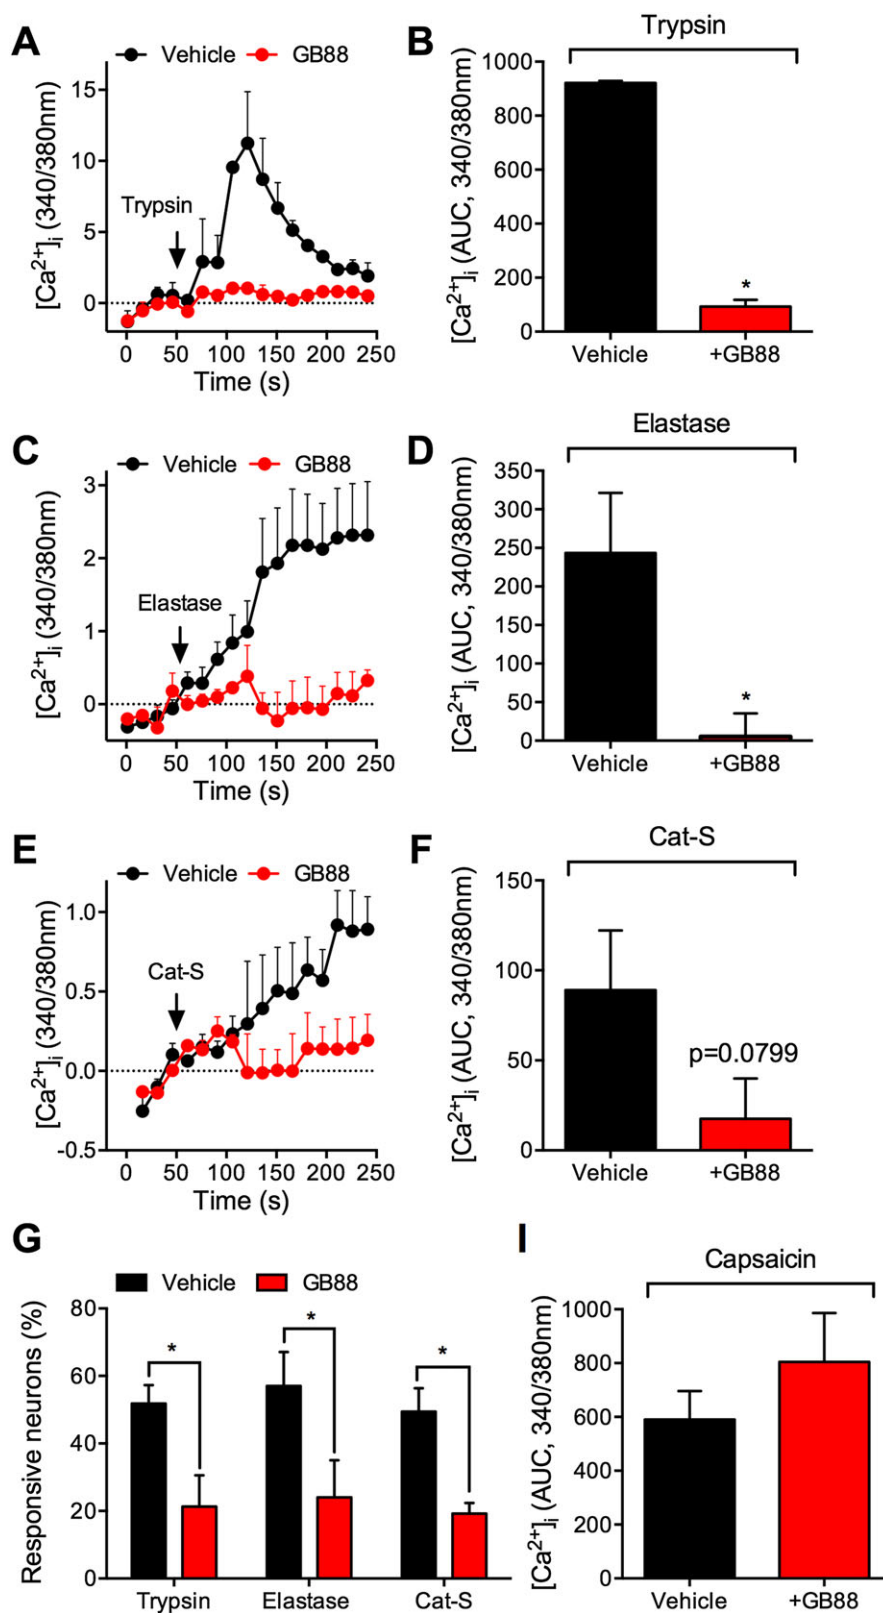 A
Vehicle GB88
[Ca2+]i (340/380nm)
15
10
5
0
Trypsin
0 50 100 150 200 250
Time (s)
B
Trypsin
[Ca2+]i (AUC, 340/380nm)
1000
800
600
400
200
0
*
Vehicle +GB88
C
Vehicle GB88
[Ca2+]i (340/380nm)
3
2
1
0
Elastase
0 50 100 150 200 250
Time (s)
D
Elastase
[Ca2+]i (AUC, 340/380nm)
350
300
250
200
150
100
50
0
*
Vehicle +GB88
E
Vehicle GB88
[Ca2+]i (340/380nm)
1.0
0.5
0.0
-0.5
Cat-S
0 50 100 150 200 250
Time (s)
F
Cat-S
[Ca2+]i (AUC, 340/380nm)
150
100
50
0
p=0.0799
Vehicle +GB88
G
Vehicle GB88
Responsive neurons (%)
80
60
40
20
0
* * *
Trypsin Elastase Cat-S
I
Capsaicin
[Ca2+]i (AUC, 340/380nm)
1000
800
600
400
200
0
Vehicle +GB88